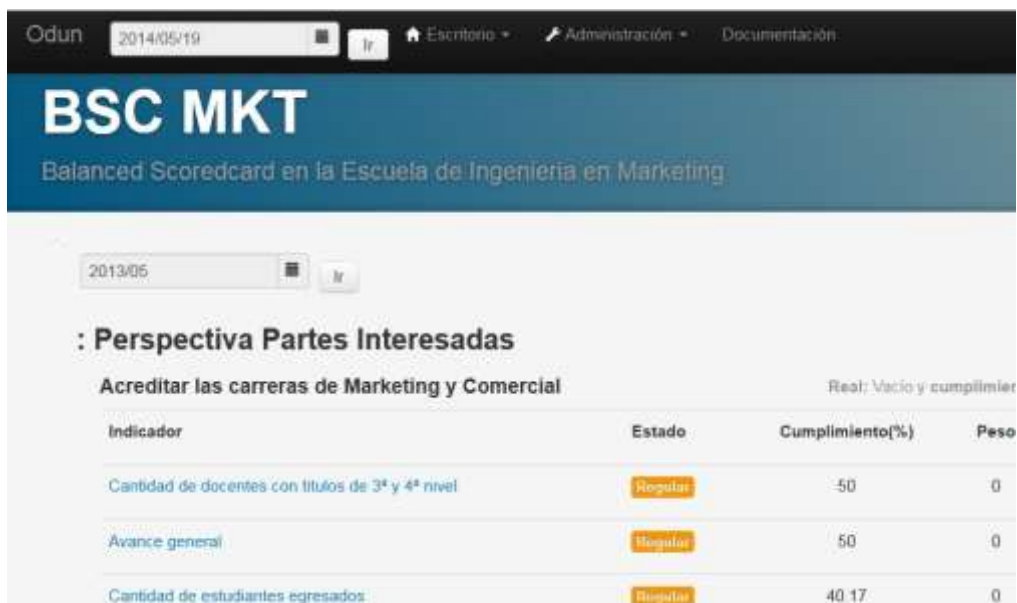 Odun 2014/05/19 Ir Escritorio Administración Documentación
BSC MKT
Balanced Scoredcard en la Escuela de Ingeniería en Marketing
2013/05 Ir
: Perspectiva Partes Interesadas
Acreditar las carreras de Marketing y Comercial Real: Vacío y cumplimien
Indicador Estado Cumplimiento(%) Peso
Cantidad de docentes con títulos de 3ª y 4ª nivel Regular 50 0
Avance general Regular 50 0
Cantidad de estudiantes egresados Regular 40.17 0